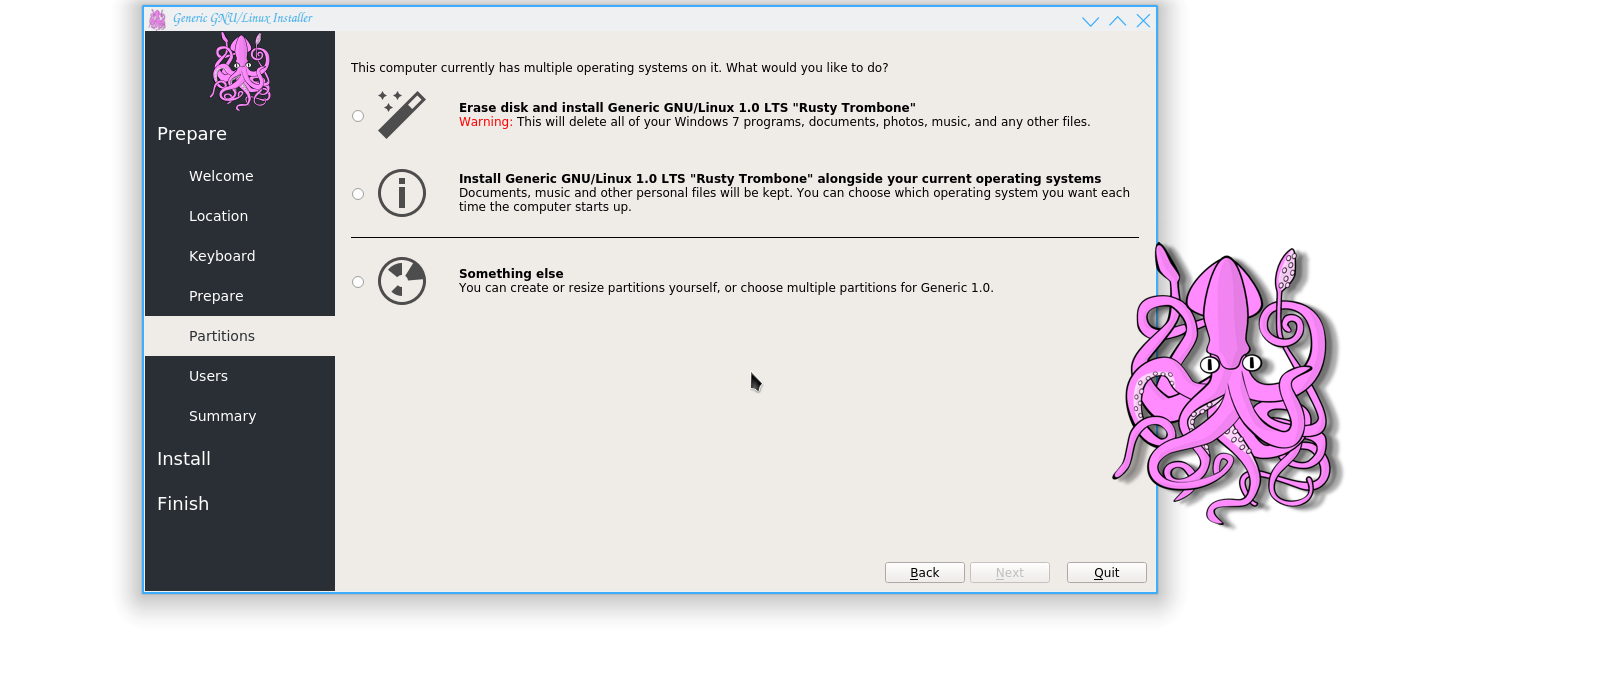 Generic GNU/Linux Installer
Prepare
Welcome
Location
Keyboard
Prepare
Partitions
Users
Summary
Install
Finish
This computer currently has multiple operating systems on it. What would you like to do?
Erase disk and install Generic GNU/Linux 1.0 LTS "Rusty Trombone"
Warning: This will delete all of your Windows 7 programs, documents, photos, music, and any other files.
Install Generic GNU/Linux 1.0 LTS "Rusty Trombone" alongside your current operating systems
Documents, music and other personal files will be kept. You can choose which operating system you want each
time the computer starts up.
Something else
You can create or resize partitions yourself, or choose multiple partitions for Generic 1.0.
Back Next Quit